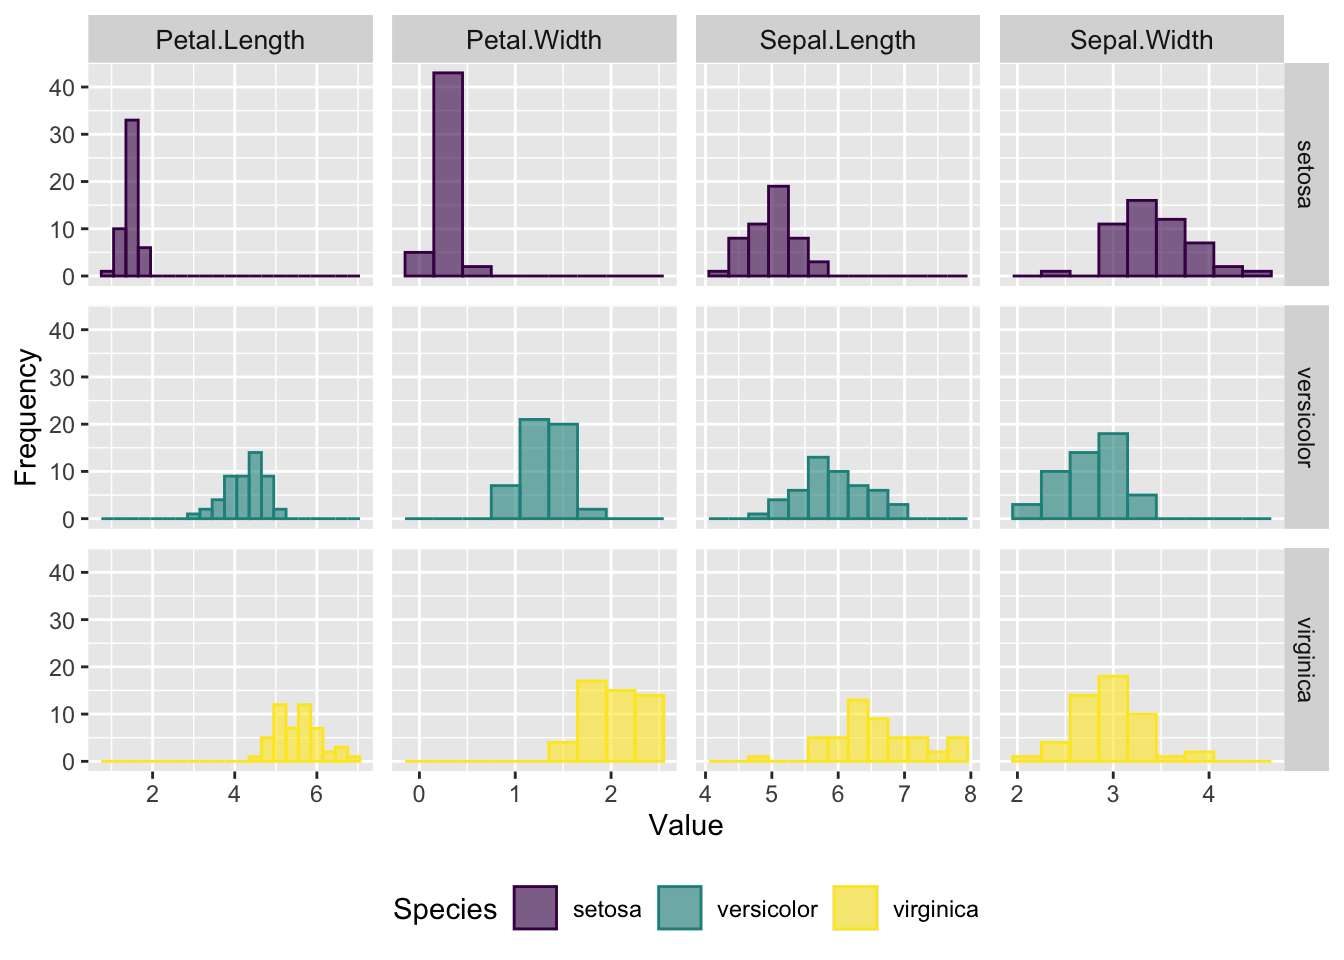 Petal.Length Petal.Width Sepal.Length Sepal.Width
40
30
20
10
0
setosa
40
30
20
10
0
versicolor
40
30
20
10
0
virginica
Frequency
2 4 6 0 1 2 4 5 6 7 8 2 3 4
Value
Species setosa versicolor virginica